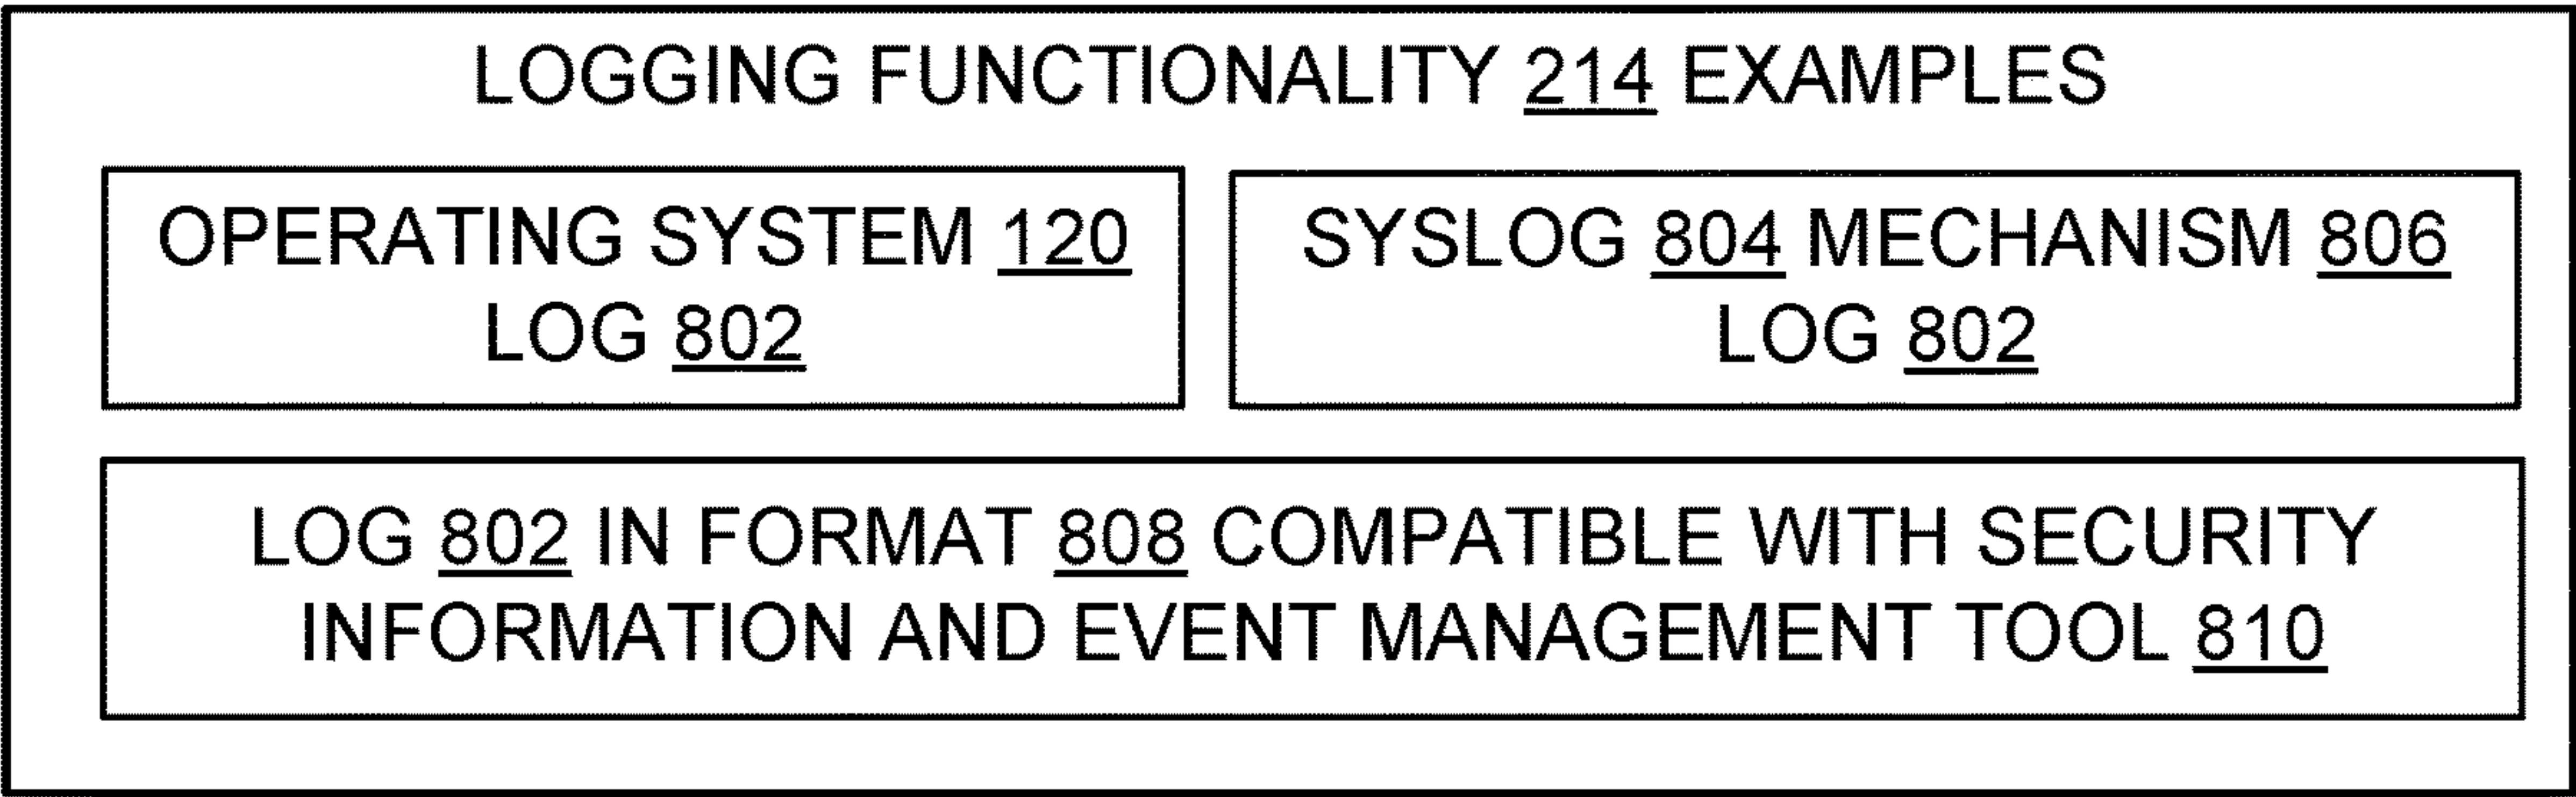 LOGGING FUNCTIONALITY 214 EXAMPLES
OPERATING SYSTEM 120
LOG 802
SYSLOG 804 MECHANISM 806
LOG 802
LOG 802 IN FORMAT 808 COMPATIBLE WITH SECURITY
INFORMATION AND EVENT MANAGEMENT TOOL 810